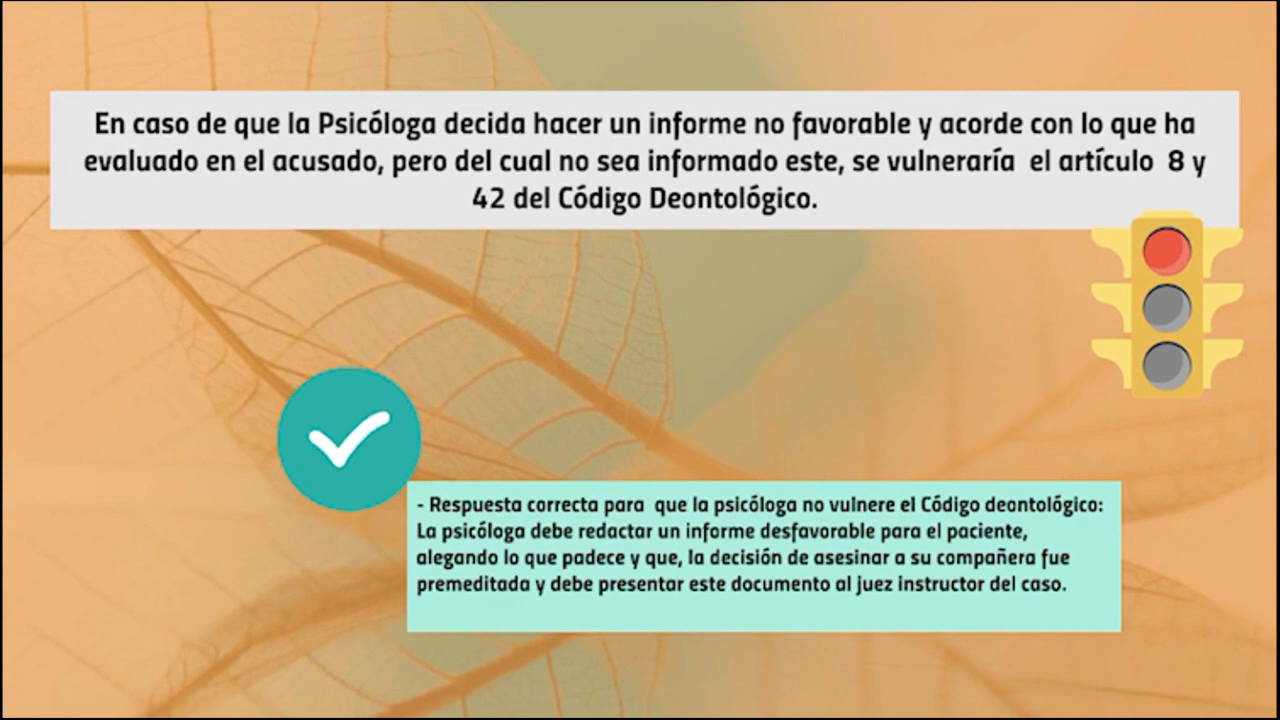 En caso de que la Psicóloga decida hacer un informe no favorable y acorde con lo que ha
evaluado en el acusado, pero del cual no sea informado este, se vulneraría el artículo 8 y
42 del Código Deontológico.
- Respuesta correcta para que la psicóloga no vulnere el Código deontológico:
La psicóloga debe redactar un informe desfavorable para el paciente,
alegando lo que padece y que, la decisión de asesinar a su compañera fue
premeditada y debe presentar este documento al juez instructor del caso.